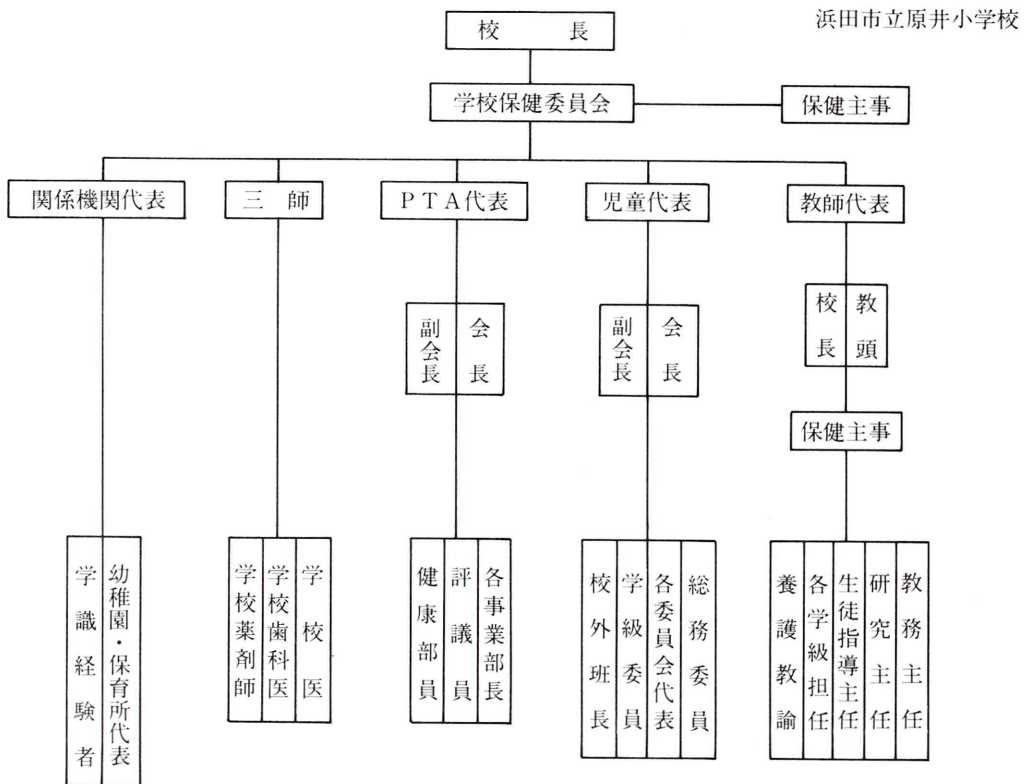 浜田市立原井小学校
校長
学校保健委員会
保健主事
関係機関代表
三師
PTA代表
児童代表
教師代表
会長
副会長
会長
副会長
教頭
校長
保健主事
幼稚園・保育所代表
学識経験者
学校医
学校歯科医
学校薬剤師
各事業部長
評議員
健康部員
総務委員
各委員会代表
学級委員
校外班長
教務主任
研究主任
生徒指導主任
各学級担任
養護教諭